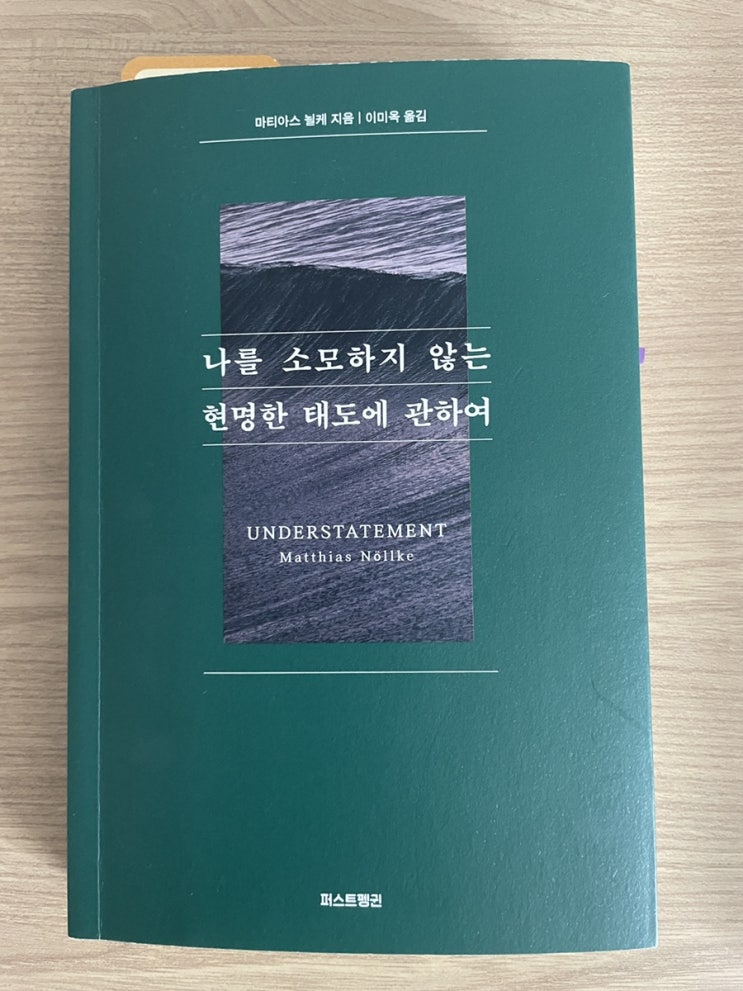 마티아스 뇔케 지음 | 이미옥 옮김
나를 소모하지 않는
현명한 태도에 관하여
UNDERSTATEMENT
Matthias Nöllke
퍼스트펭귄